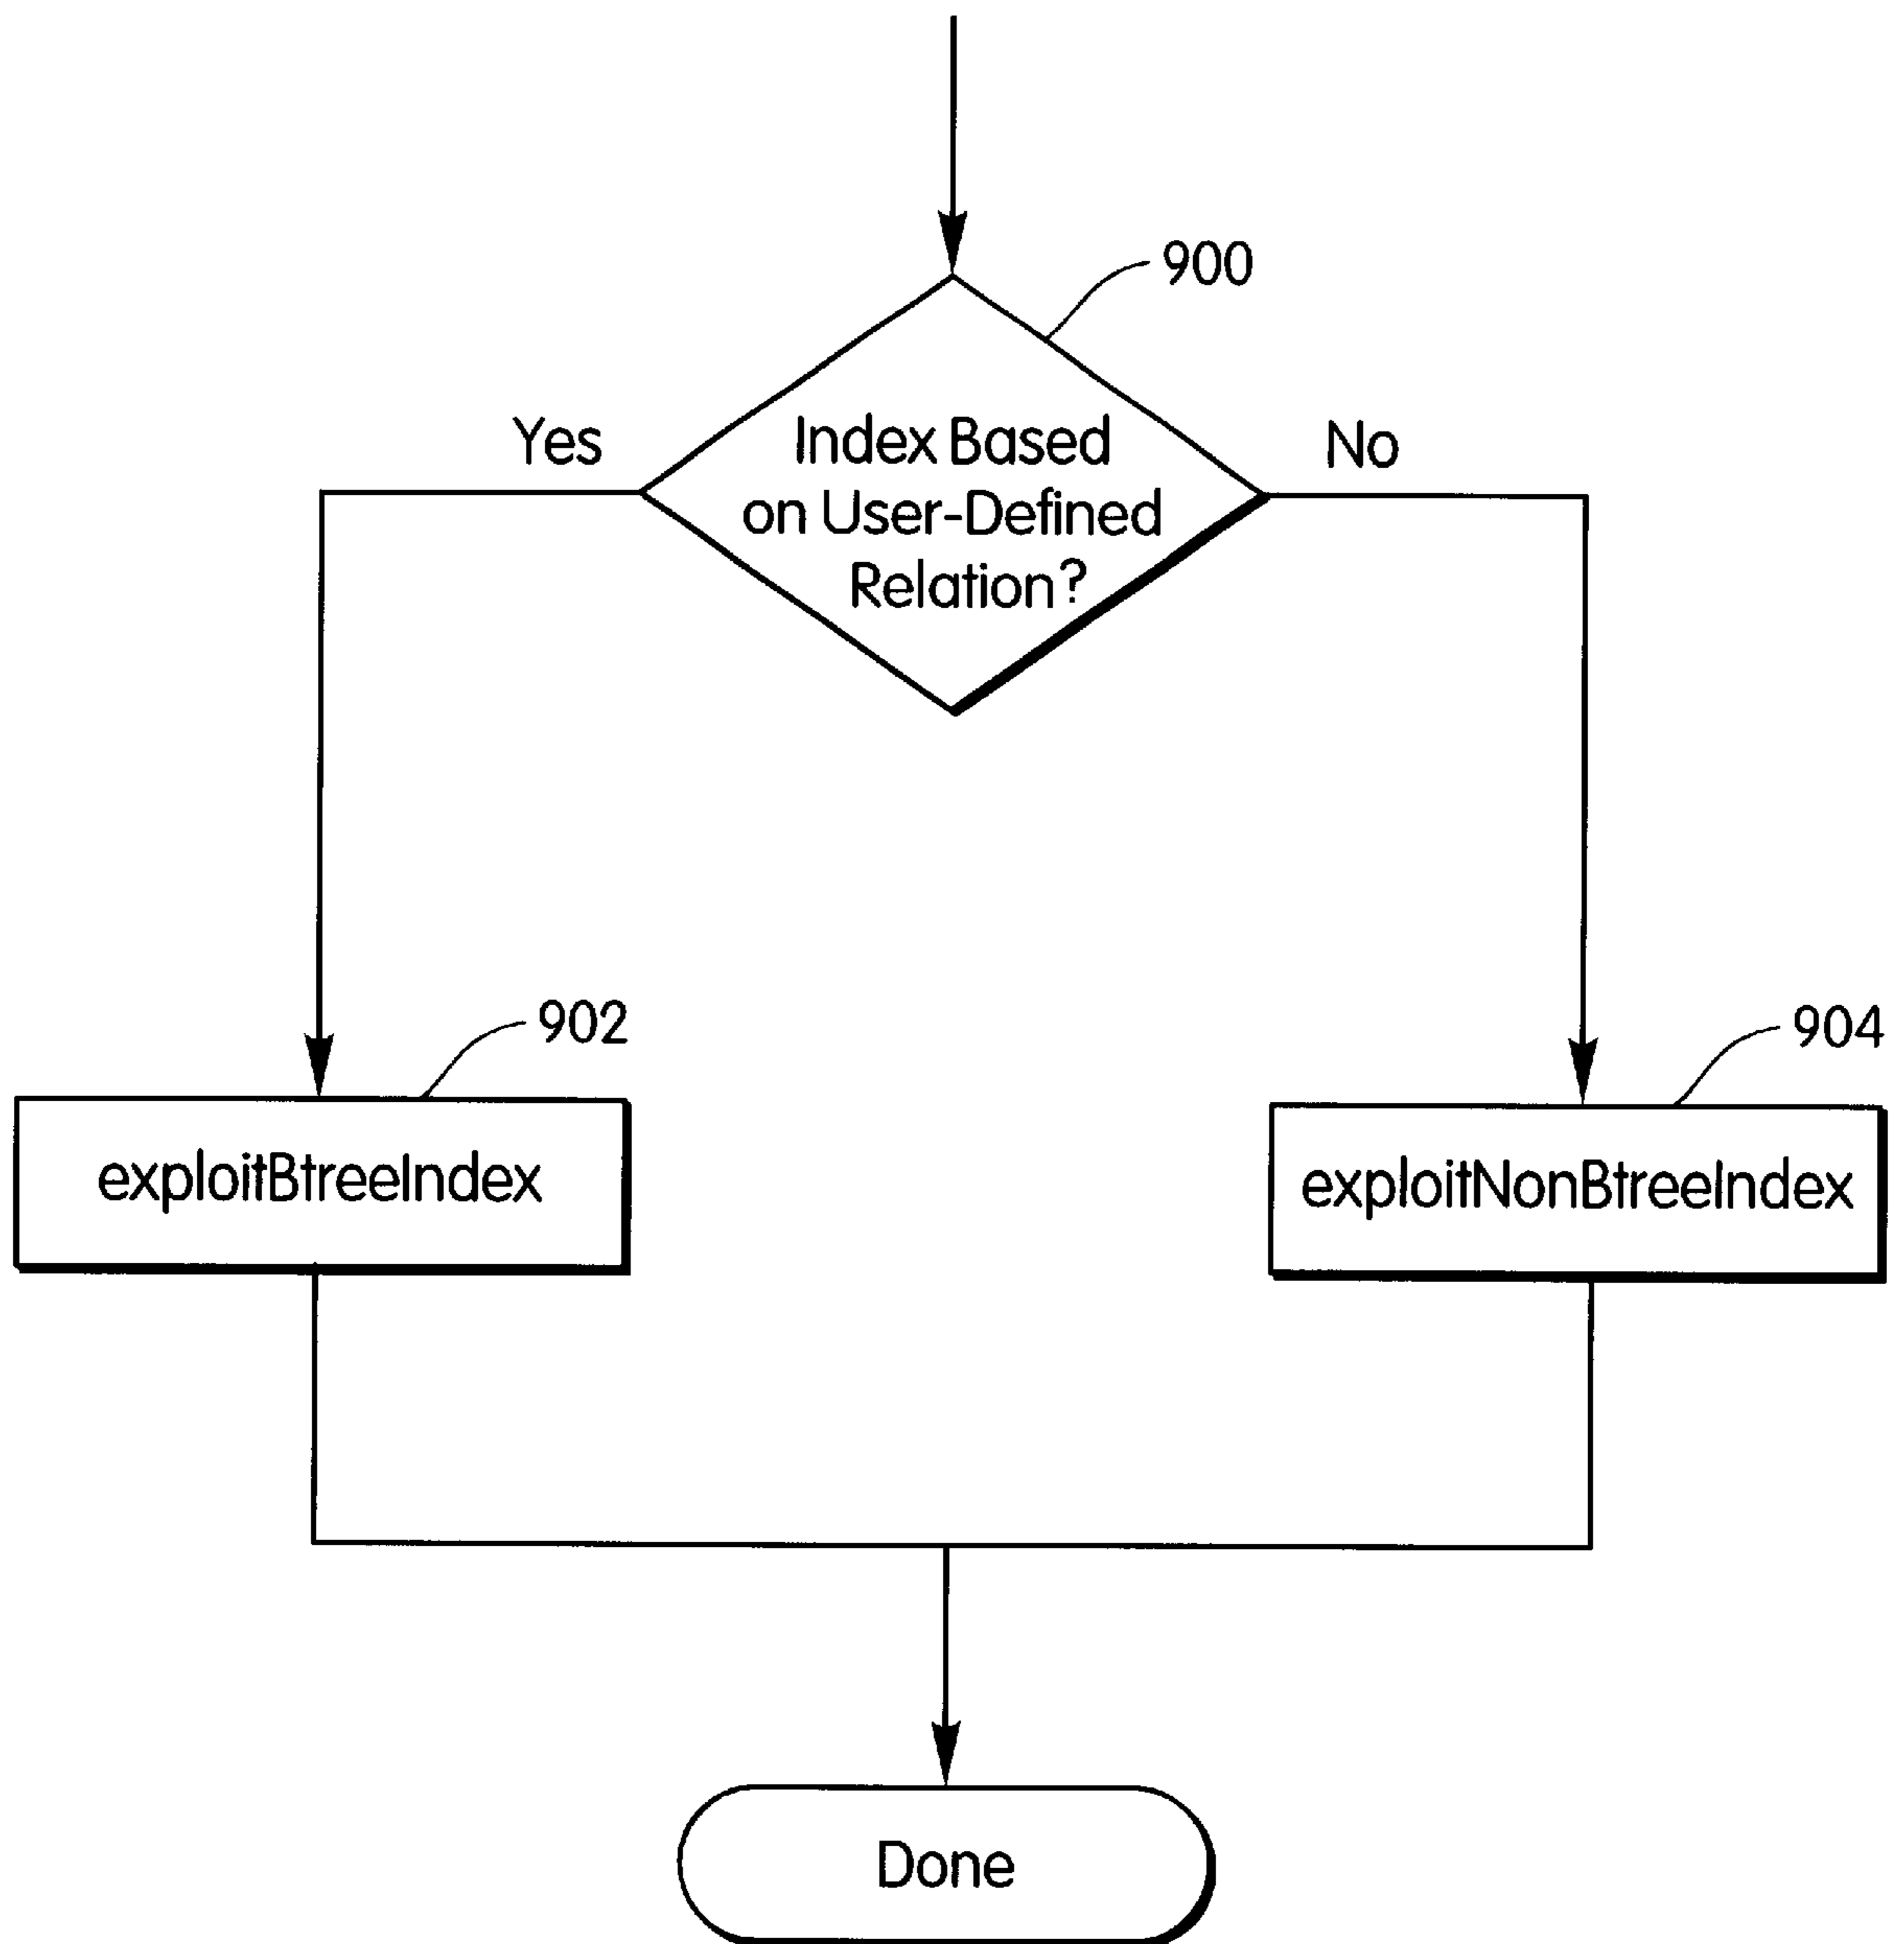 900
Yes
Index Based
No
on User-Defined
Relation?
902
904
exploitBtreeIndex
exploitNonBtreeIndex
Done